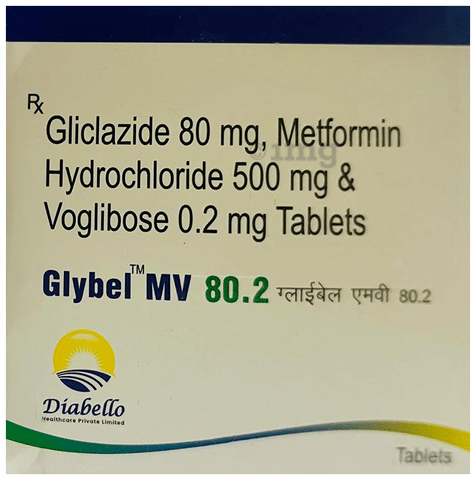 Rx
Gliclazide 80 mg, Metformin
Hydrochloride 500 mg &
Voglibose 0.2 mg Tablets
Glybel™ MV 80.2 ग्लाईबेल एमवी 80.2
Diabello
Healthcare Private Limited
Tablets
1mg